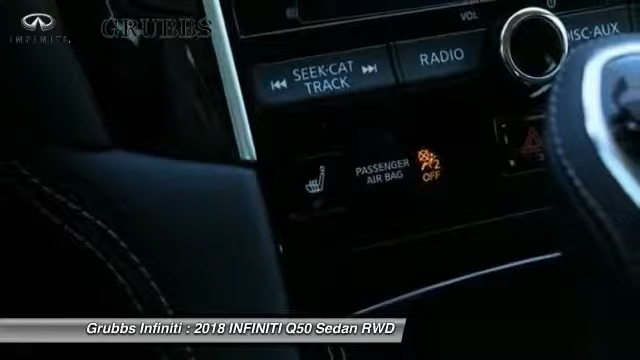 INFINITI
GRUBBS
VOL
SEEK·CAT
TRACK
RADIO
DISC·AUX
PASSENGER
AIR BAG
2
OFF
Grubbs Infiniti : 2018 INFINITI Q50 Sedan RWD